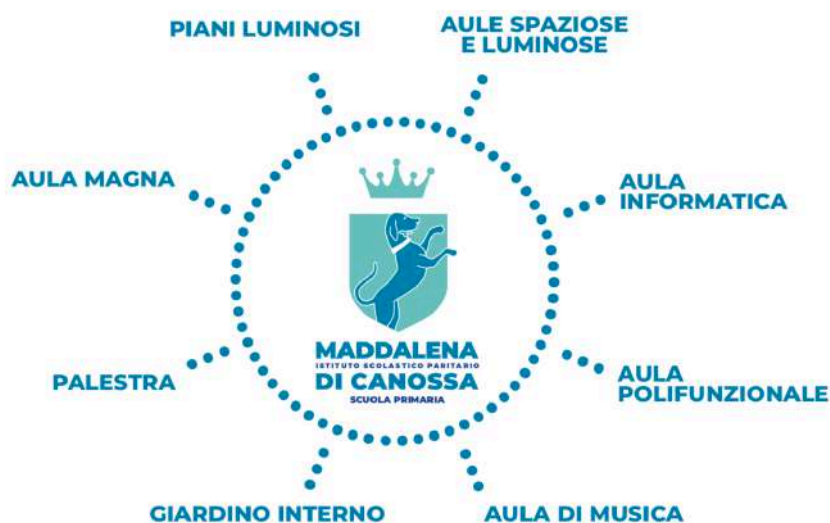 PIANI LUMINOSI
AULE SPAZIOSE
E LUMINOSE
AULA MAGNA
AULA
INFORMATICA
MADDALENA
ISTITUTO SCOLASTICO PARITARIO
DI CANOSSA
SCUOLA PRIMARIA
PALESTRA
AULA
POLIFUNZIONALE
GIARDINO INTERNO
AULA DI MUSICA